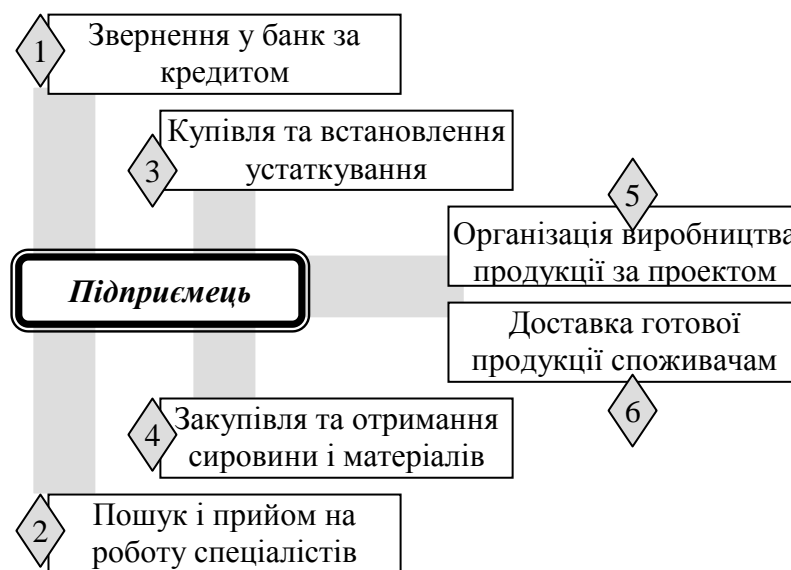 1
Звернення у банк за
кредитом
3
Купівля та встановлення
устаткування
5
Організація виробництва
продукції за проектом
Підприємець
Доставка готової
продукції споживачам
6
4
Закупівля та отримання
сировини і матеріалів
2
Пошук і прийом на
роботу спеціалістів